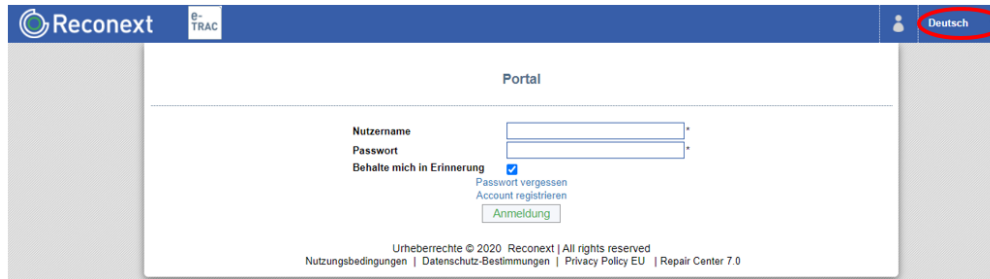 Reconext
e-
TRAC
Deutsch
Portal
Nutzername *
Passwort *
Behalte mich in Erinnerung
Passwort vergessen
Account registrieren
Anmeldung
Urheberrechte © 2020 Reconext | All rights reserved
Nutzungsbedingungen | Datenschutz-Bestimmungen | Privacy Policy EU | Repair Center 7.0